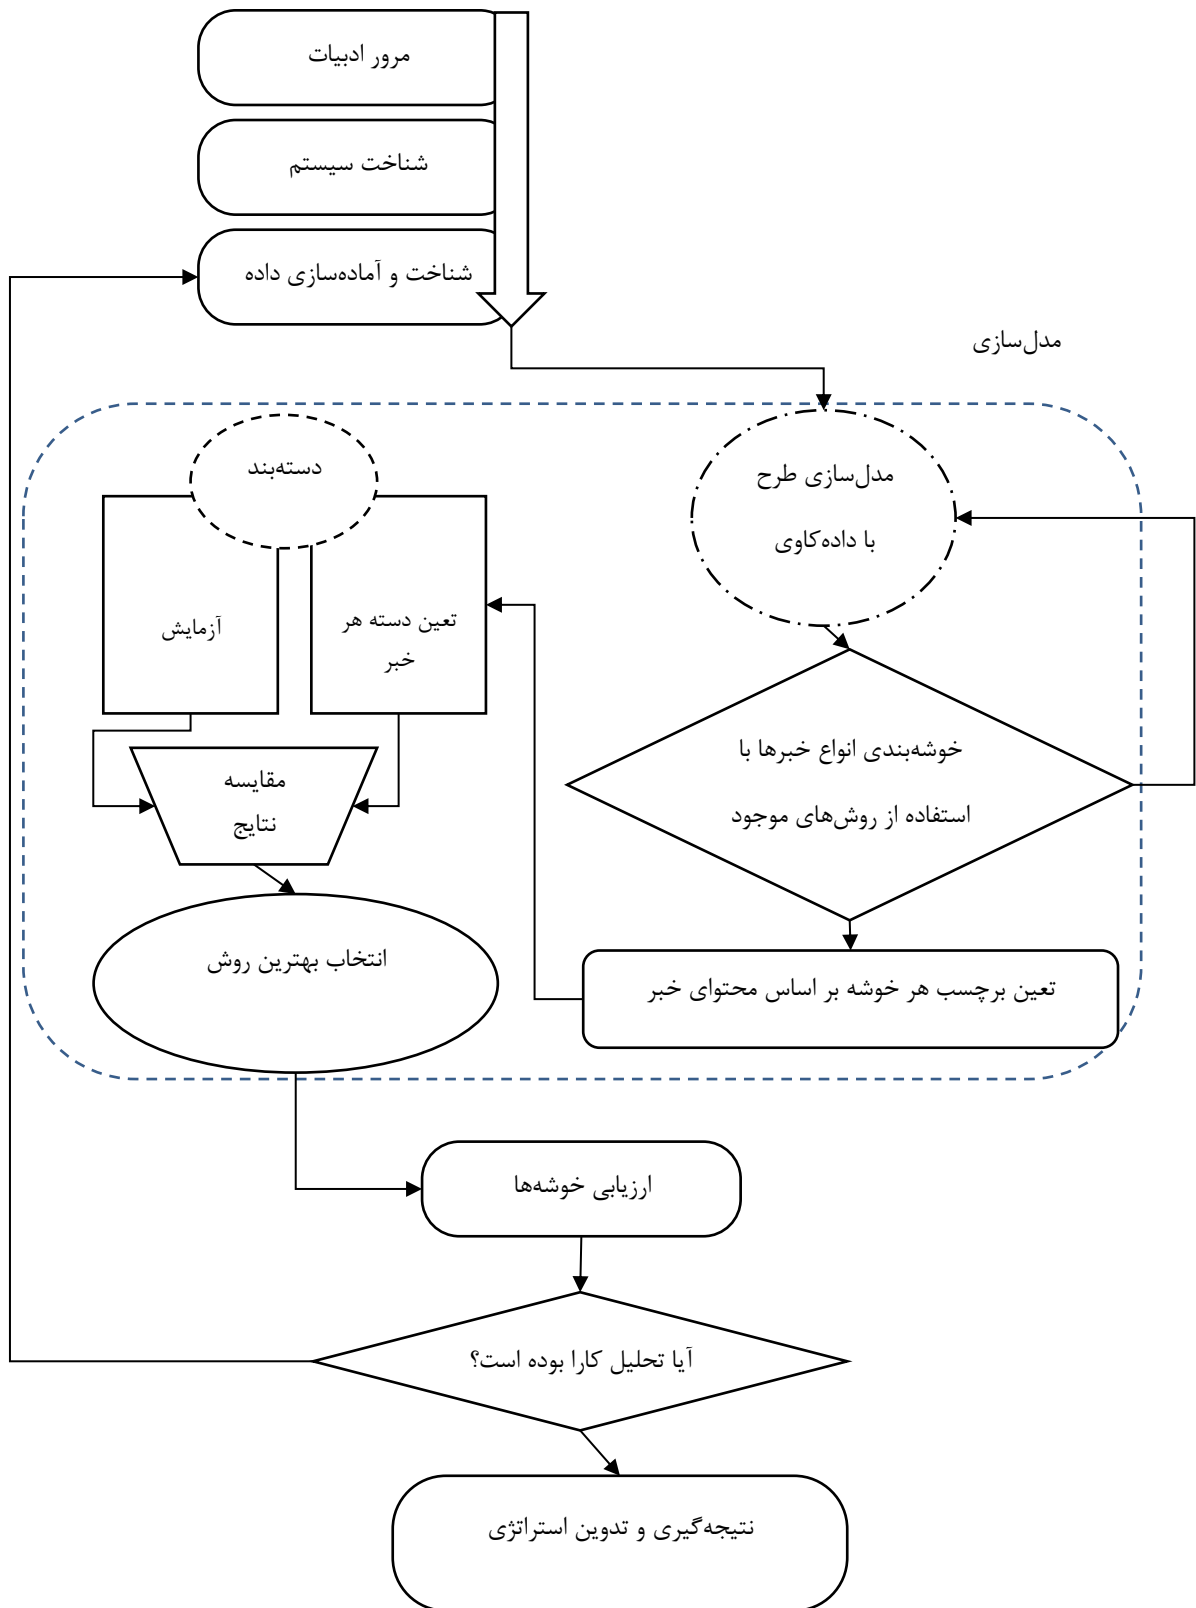 مرور ادبیات
شناخت سیستم
شناخت و آماده‌سازی داده
مدل‌سازی
مدل‌سازی طرح
با داده‌کاوی
خوشه‌بندی انواع خبرها با
استفاده از روش‌های موجود
تعین برچسب هر خوشه بر اساس محتوای خبر
دسته‌بند
تعین دسته هر
خبر
آزمایش
مقایسه
نتایج
انتخاب بهترین روش
ارزیابی خوشه‌ها
آیا تحلیل کارا بوده است؟
نتیجه‌گیری و تدوین استراتژی